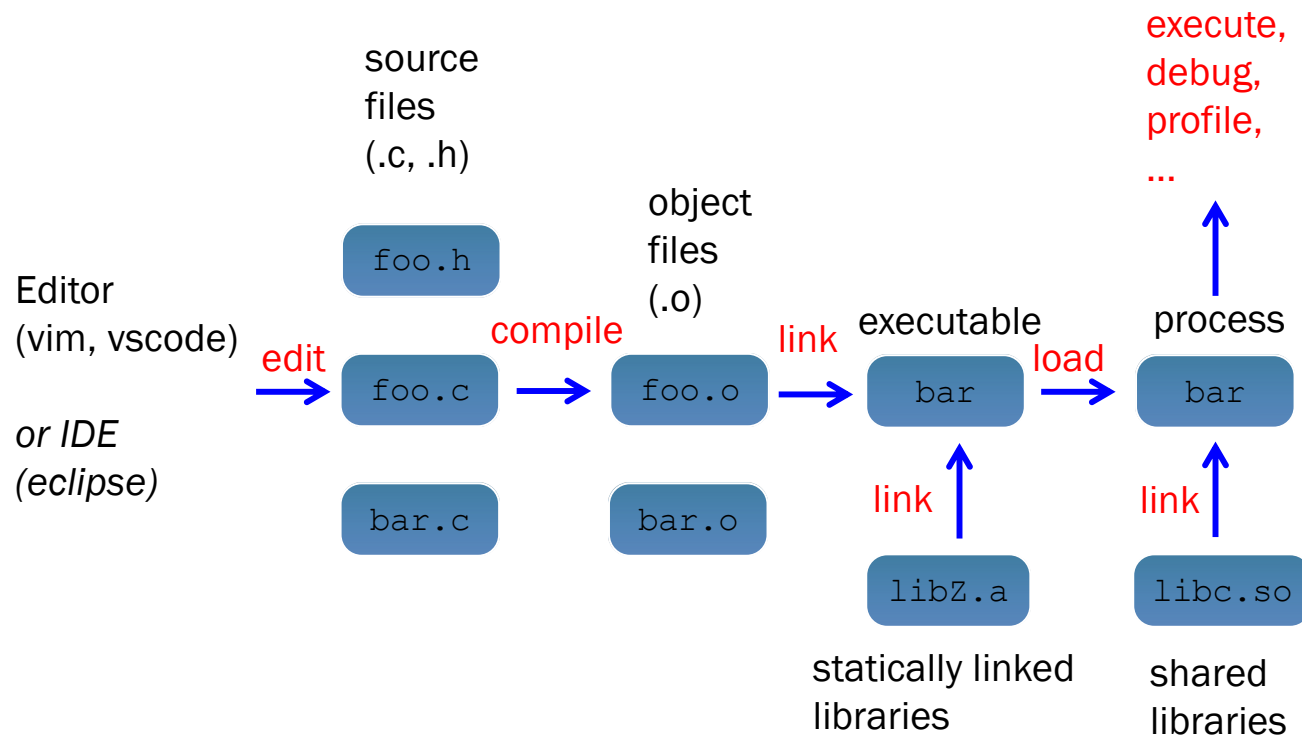 execute,
debug,
profile,
...
source
files
(.c, .h)
object
files
(.o)
foo.h
Editor
(vim, vscode)
or IDE
(eclipse)
edit
compile
link
executable
load
process
foo.c
foo.o
bar
bar
bar.c
bar.o
link
link
libZ.a
libc.so
statically linked
libraries
shared
libraries